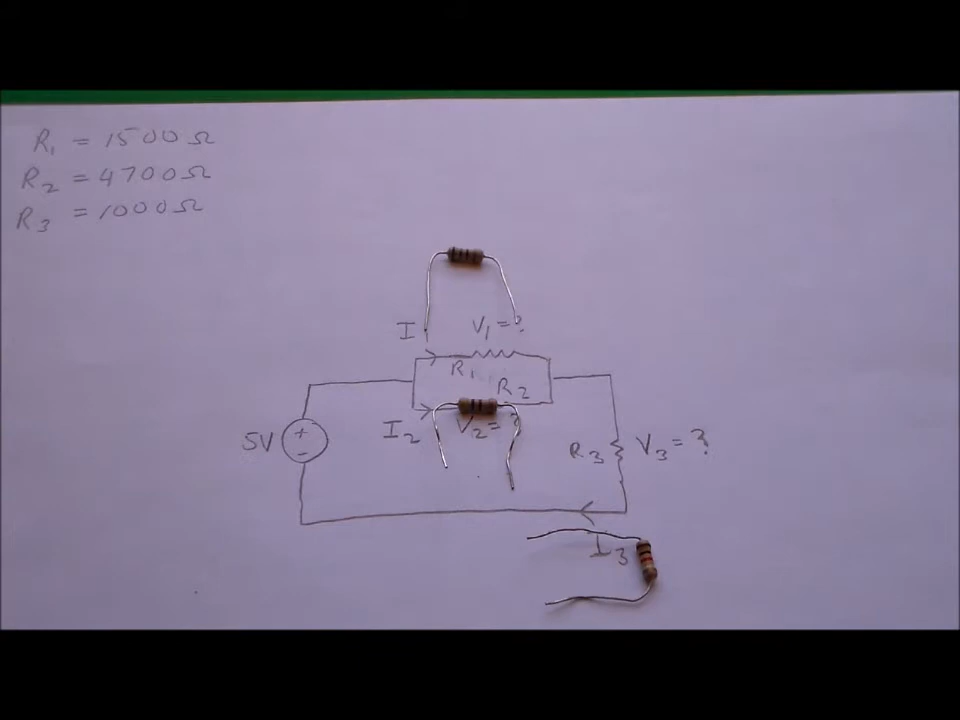 R₁ = 1500Ω
R₂ = 4700Ω
R₃ = 1000Ω
I V₁ = ?
R₁
R₂
I₂ V₂ = ?
5V + -
R₃ V₃ = ?
I₃